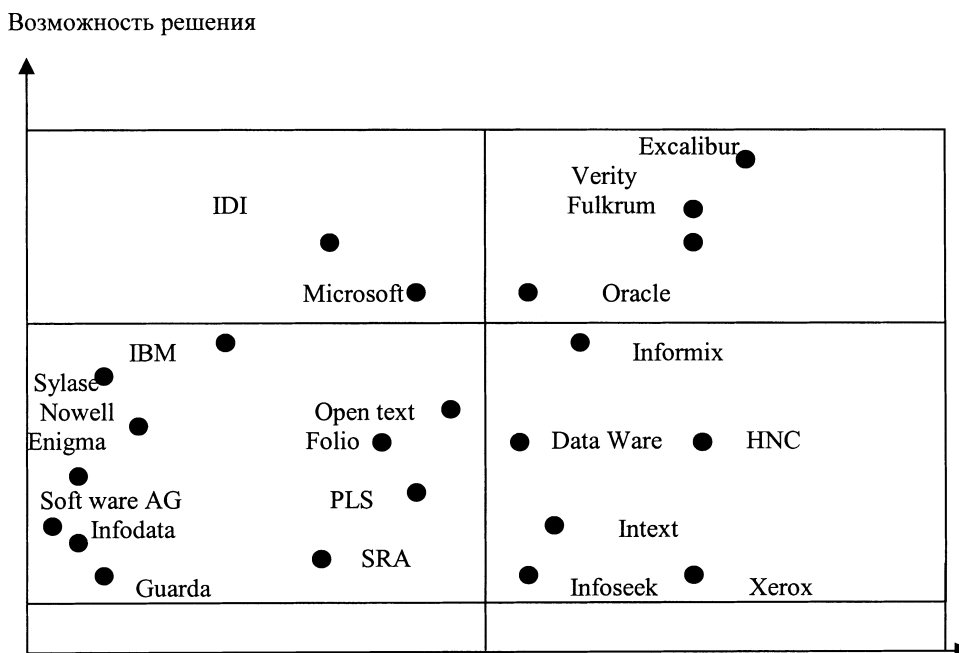 Возможность решения
Excalibur
Verity
IDI
Fulkrum
Microsoft
Oracle
IBM
Informix
Sylase
Nowell
Open text
Enigma
Folio
Data Ware
HNC
Soft ware AG
PLS
Infodata
Intext
SRA
Guarda
Infoseek
Xerox